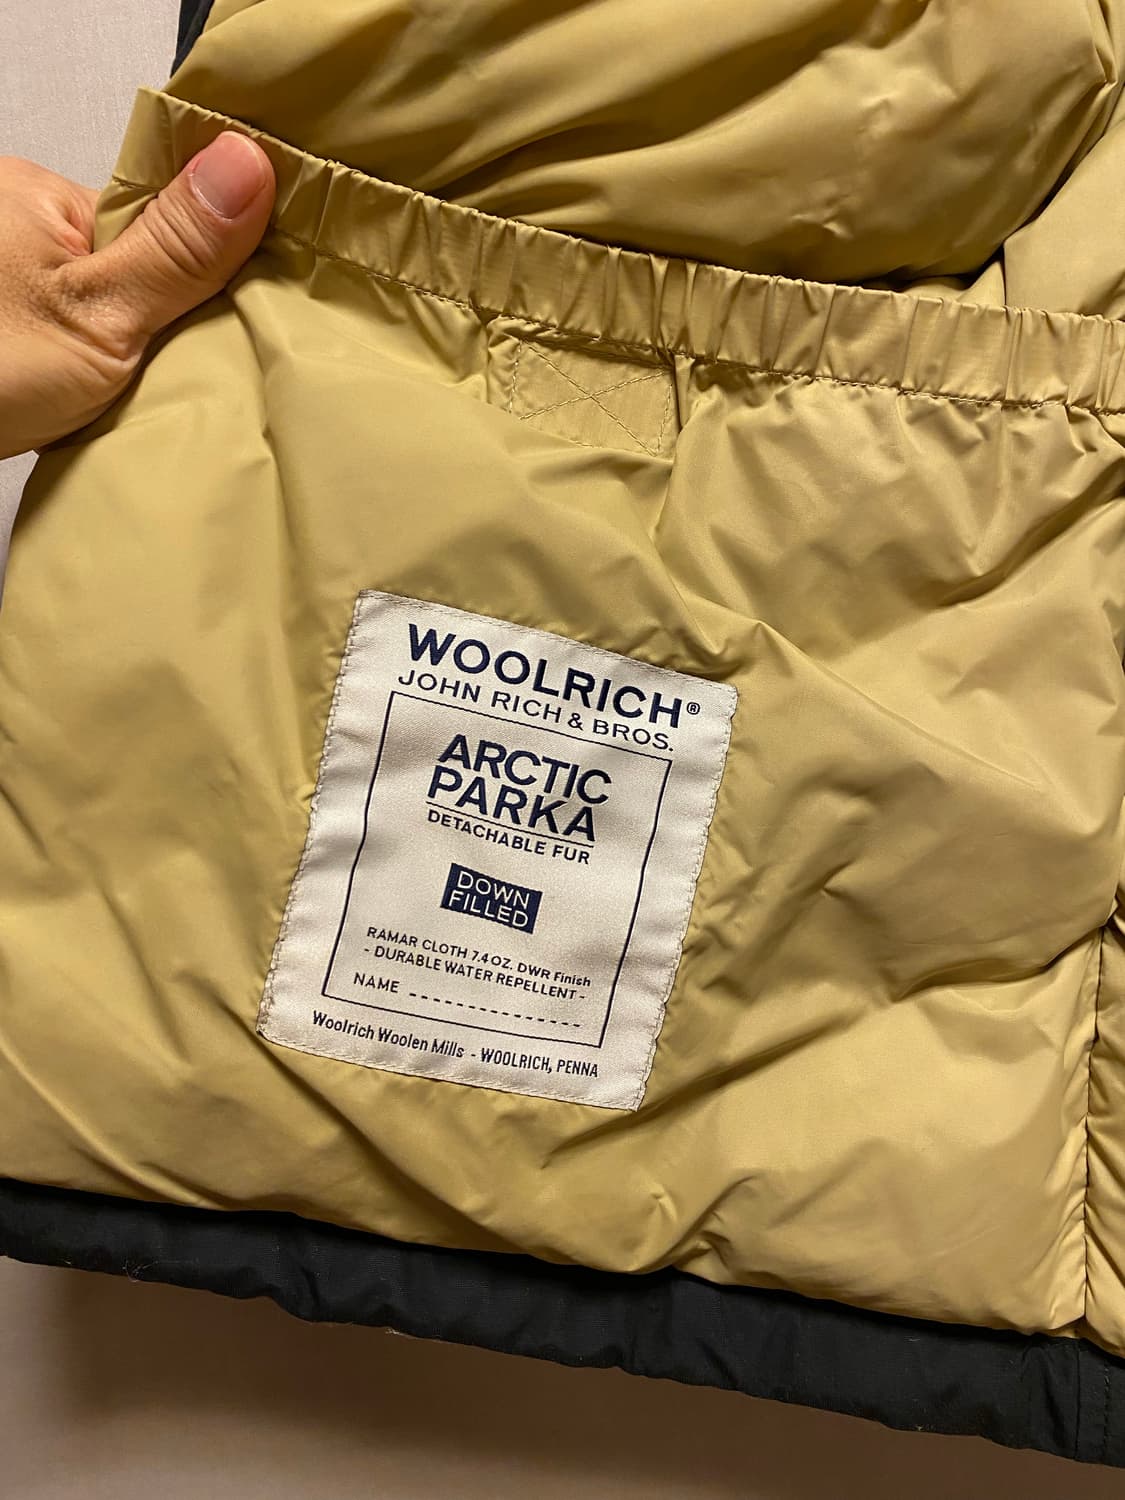 WOOLRICH®
JOHN RICH & BROS.
ARCTIC
PARKA
DETACHABLE FUR
DOWN
FILLED
RAMAR CLOTH 7.4 OZ. DWR Finish
- DURABLE WATER REPELLENT -
NAME --------------
Woolrich Woolen Mills - WOOLRICH, PENNA